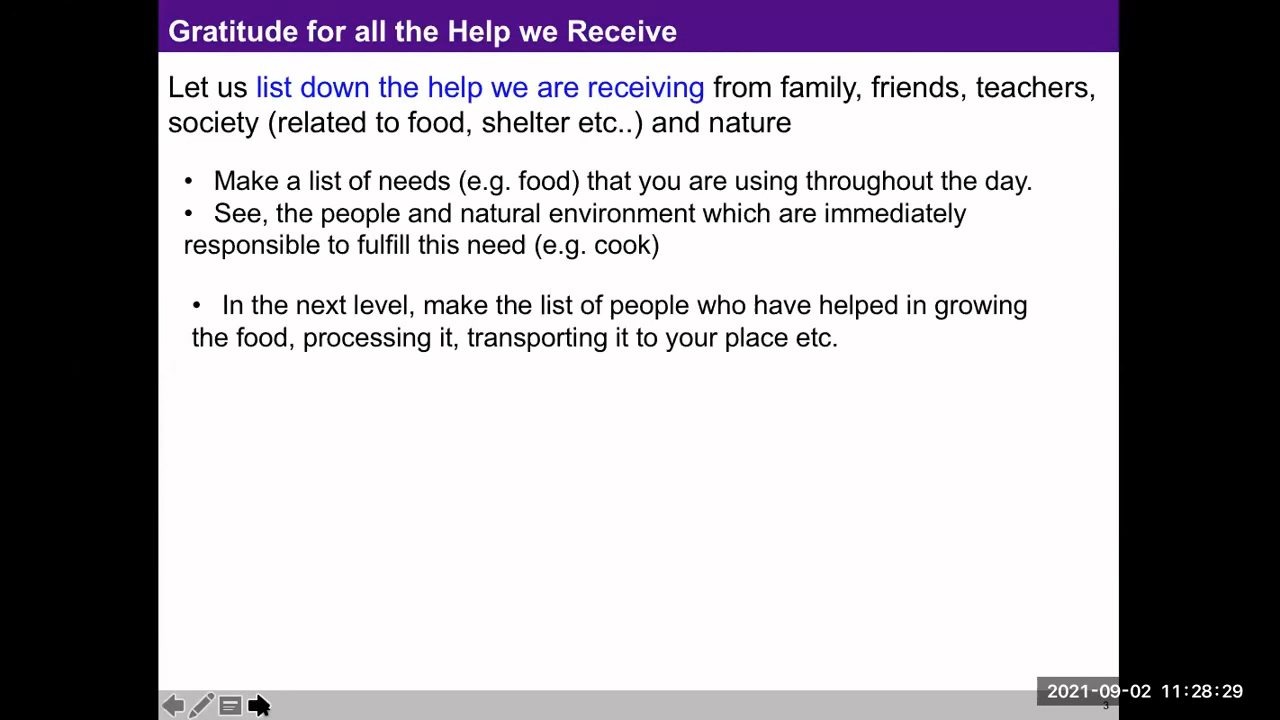 Gratitude for all the Help we Receive
Let us list down the help we are receiving from family, friends, teachers,
society (related to food, shelter etc..) and nature
• Make a list of needs (e.g. food) that you are using throughout the day.
• See, the people and natural environment which are immediately
responsible to fulfill this need (e.g. cook)
• In the next level, make the list of people who have helped in growing
the food, processing it, transporting it to your place etc.
2021-09-02 11:28:29
3